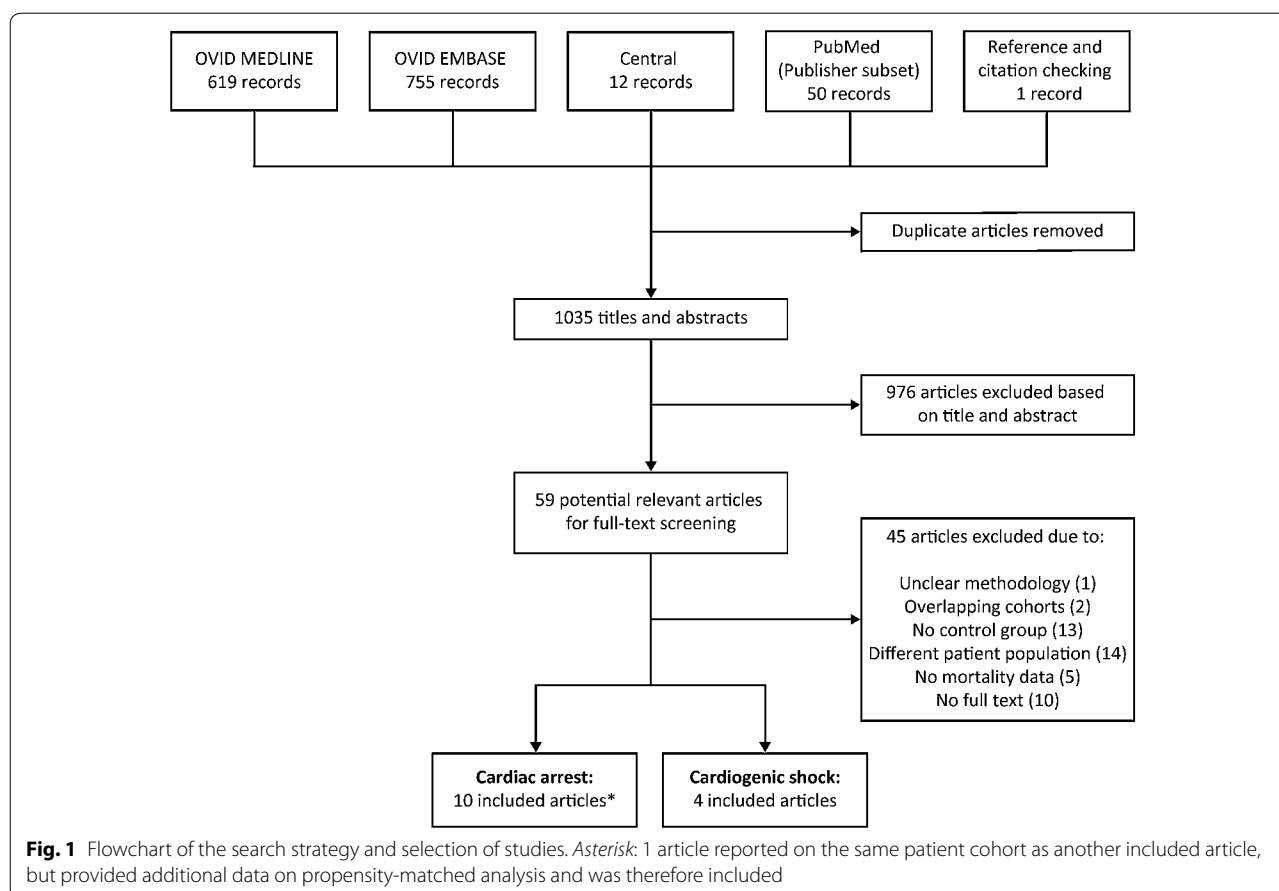 OVID MEDLINE
619 records
OVID EMBASE
755 records
Central
12 records
PubMed
(Publisher subset)
50 records
Reference and
citation checking
1 record
Duplicate articles removed
1035 titles and abstracts
976 articles excluded based
on title and abstract
59 potential relevant articles
for full-text screening
45 articles excluded due to:
Unclear methodology (1)
Overlapping cohorts (2)
No control group (13)
Different patient population (14)
No mortality data (5)
No full text (10)
Cardiac arrest:
10 included articles*
Cardiogenic shock:
4 included articles
Fig. 1 Flowchart of the search strategy and selection of studies. Asterisk: 1 article reported on the same patient cohort as another included article,
but provided additional data on propensity-matched analysis and was therefore included